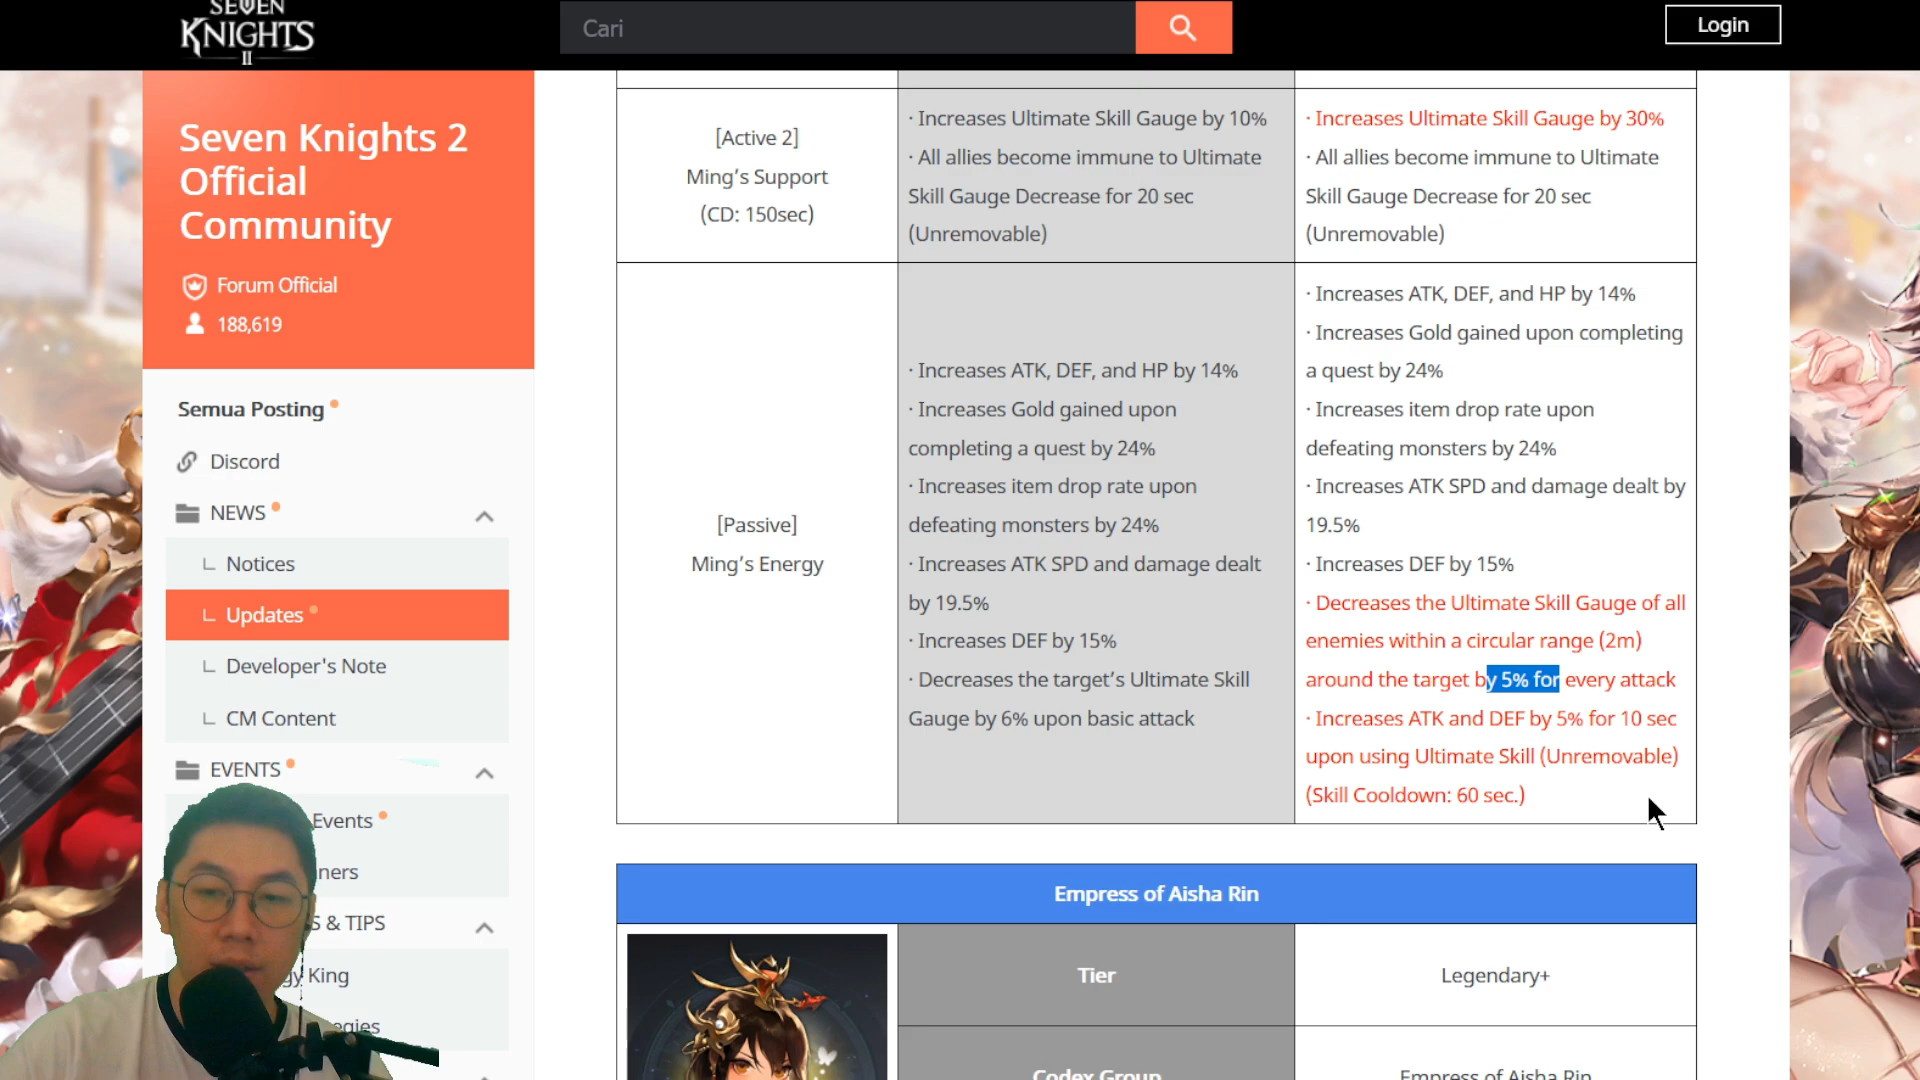 SEVEN
KNIGHTS
II
Cari
Login
Seven Knights 2
Official
Community
Forum Official
188,619
Semua Posting
Discord
NEWS
Notices
Updates
Developer's Note
CM Content
EVENTS
Events
ners
S & TIPS
gy King
egies
[Active 2]
Ming’s Support
(CD: 150sec)
· Increases Ultimate Skill Gauge by 10%
· All allies become immune to Ultimate
Skill Gauge Decrease for 20 sec
(Unremovable)
· Increases Ultimate Skill Gauge by 30%
· All allies become immune to Ultimate
Skill Gauge Decrease for 20 sec
(Unremovable)
[Passive]
Ming’s Energy
· Increases ATK, DEF, and HP by 14%
· Increases Gold gained upon
completing a quest by 24%
· Increases item drop rate upon
defeating monsters by 24%
· Increases ATK SPD and damage dealt
by 19.5%
· Increases DEF by 15%
· Decreases the target’s Ultimate Skill
Gauge by 6% upon basic attack
· Increases ATK, DEF, and HP by 14%
· Increases Gold gained upon completing
a quest by 24%
· Increases item drop rate upon
defeating monsters by 24%
· Increases ATK SPD and damage dealt by
19.5%
· Increases DEF by 15%
· Decreases the Ultimate Skill Gauge of all
enemies within a circular range (2m)
around the target by 5% for every attack
· Increases ATK and DEF by 5% for 10 sec
upon using Ultimate Skill (Unremovable)
(Skill Cooldown: 60 sec.)
Empress of Aisha Rin
Tier
Legendary+
Codex Group
Empress of Aisha Rin